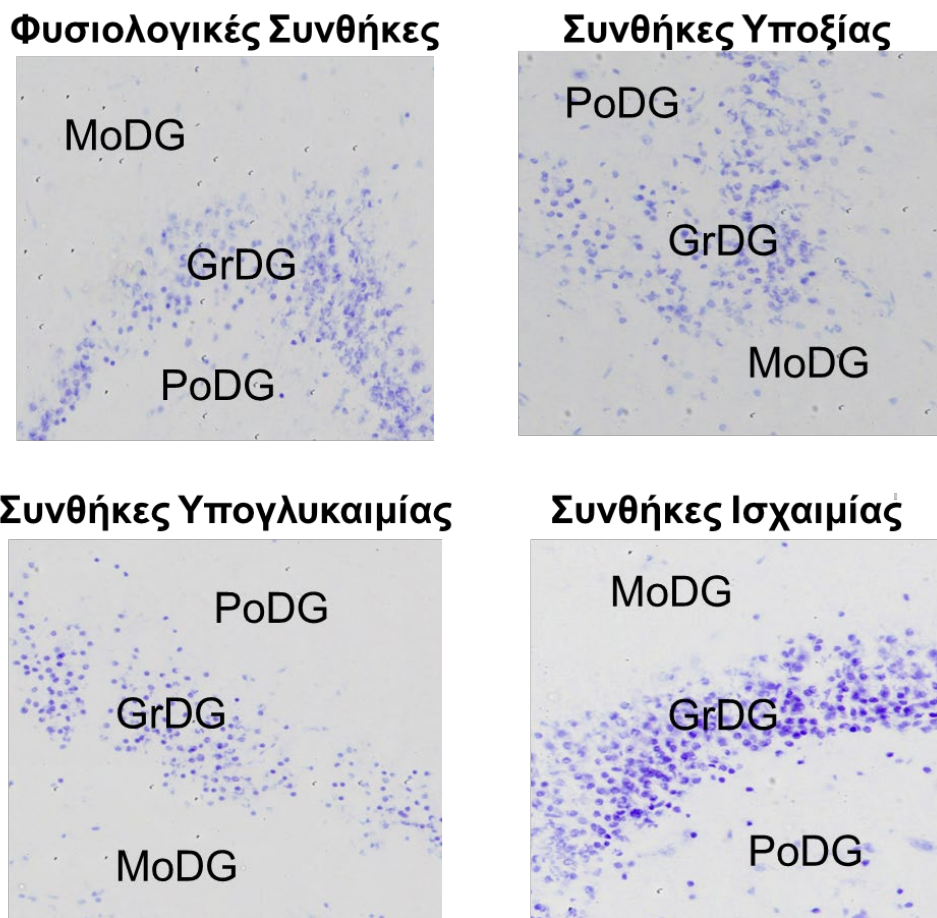 Φυσιολογικές Συνθήκες
MoDG
GrDG
PoDG
Συνθήκες Υποξίας
PoDG
GrDG
MoDG
Συνθήκες Υπογλυκαιμίας
PoDG
GrDG
MoDG
Συνθήκες Ισχαιμίας
MoDG
GrDG
PoDG